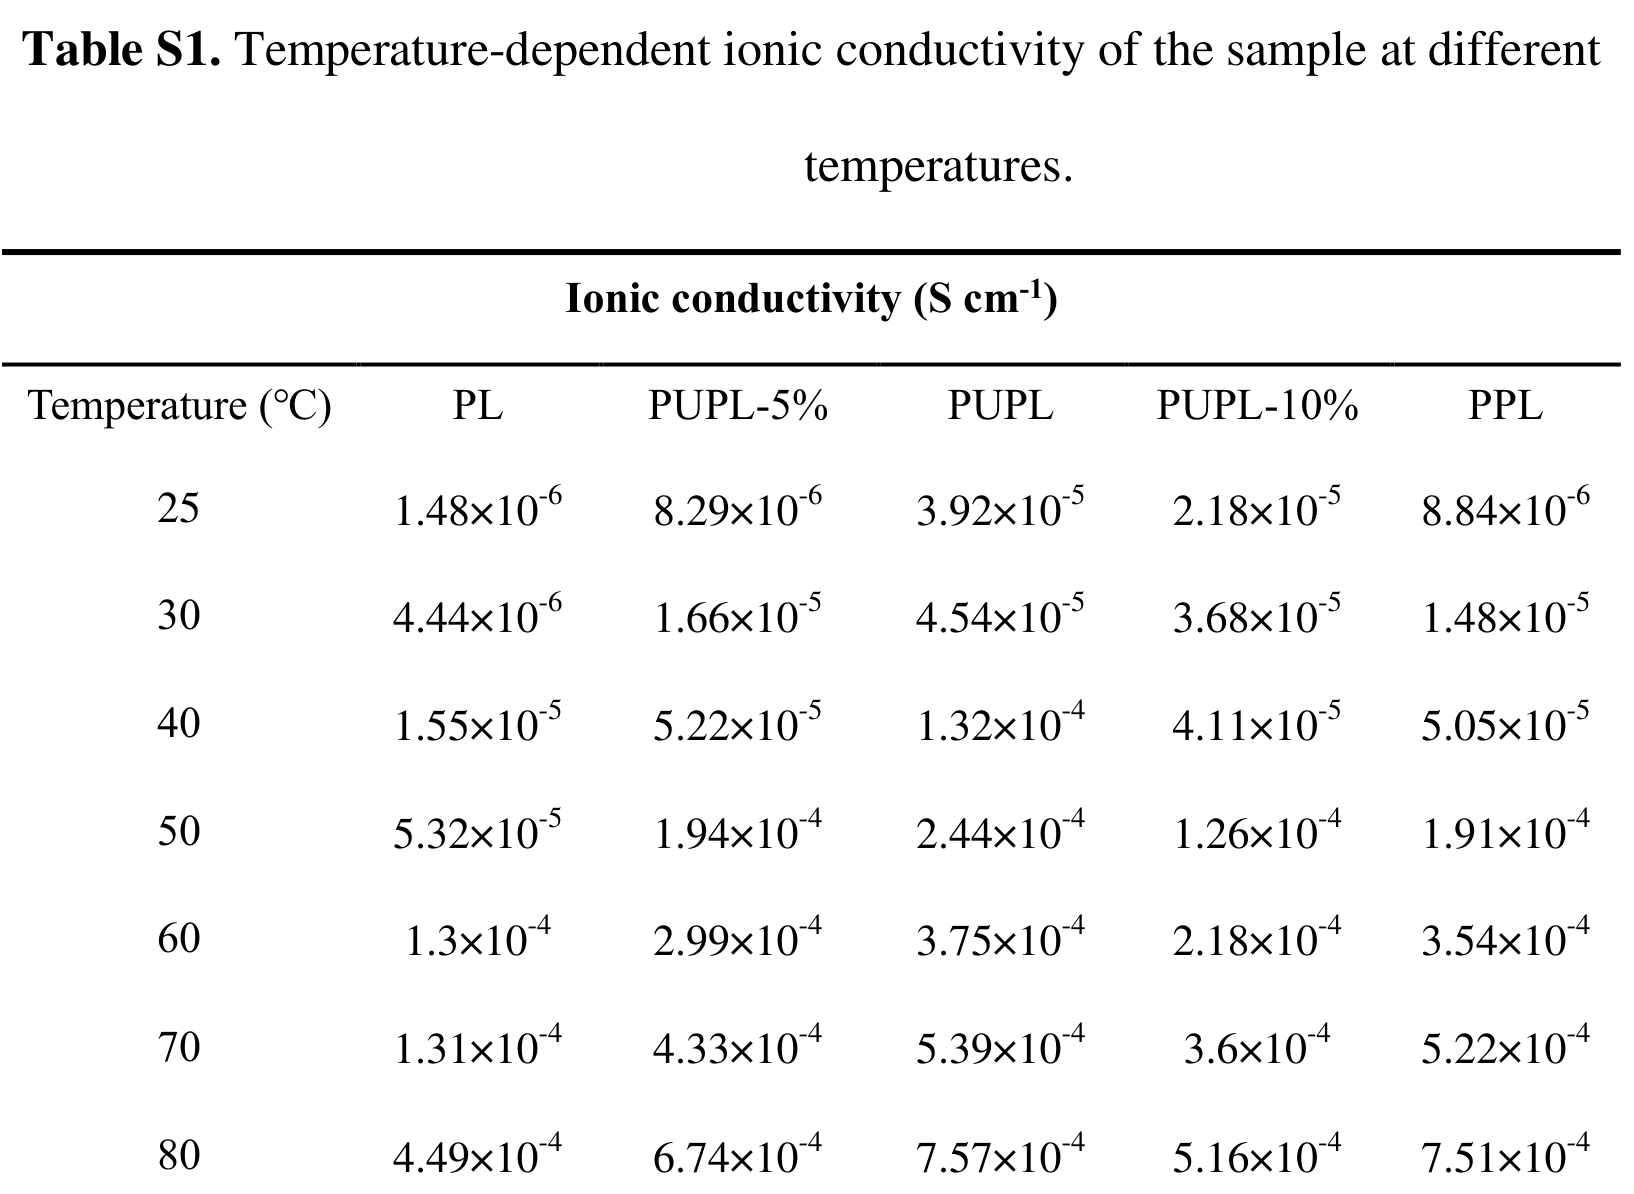 Table S1. Temperature-dependent ionic conductivity of the sample at different
temperatures.
Ionic conductivity (S cm⁻¹)
Temperature (°C) PL PUPL-5% PUPL PUPL-10% PPL
25 1.48×10⁻⁶ 8.29×10⁻⁶ 3.92×10⁻⁵ 2.18×10⁻⁵ 8.84×10⁻⁶
30 4.44×10⁻⁶ 1.66×10⁻⁵ 4.54×10⁻⁵ 3.68×10⁻⁵ 1.48×10⁻⁵
40 1.55×10⁻⁵ 5.22×10⁻⁵ 1.32×10⁻⁴ 4.11×10⁻⁵ 5.05×10⁻⁵
50 5.32×10⁻⁵ 1.94×10⁻⁴ 2.44×10⁻⁴ 1.26×10⁻⁴ 1.91×10⁻⁴
60 1.3×10⁻⁴ 2.99×10⁻⁴ 3.75×10⁻⁴ 2.18×10⁻⁴ 3.54×10⁻⁴
70 1.31×10⁻⁴ 4.33×10⁻⁴ 5.39×10⁻⁴ 3.6×10⁻⁴ 5.22×10⁻⁴
80 4.49×10⁻⁴ 6.74×10⁻⁴ 7.57×10⁻⁴ 5.16×10⁻⁴ 7.51×10⁻⁴